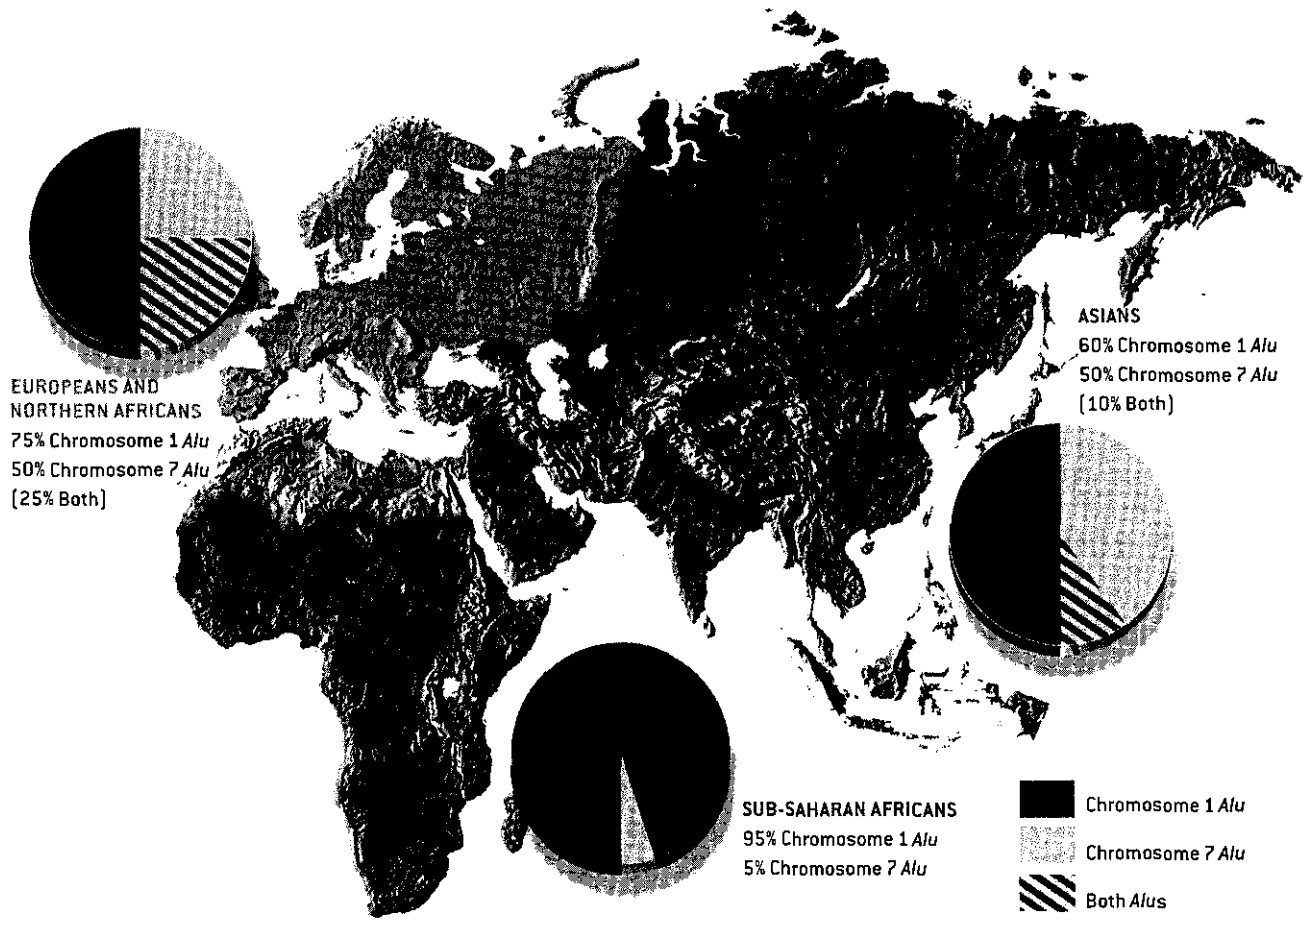 EUROPEANS AND
NORTHERN AFRICANS
75% Chromosome 1 Alu
50% Chromosome 7 Alu
(25% Both)
ASIANS
60% Chromosome 1 Alu
50% Chromosome 7 Alu
(10% Both)
SUB-SAHARAN AFRICANS
95% Chromosome 1 Alu
5% Chromosome 7 Alu
Chromosome 1 Alu
Chromosome 7 Alu
Both Alus